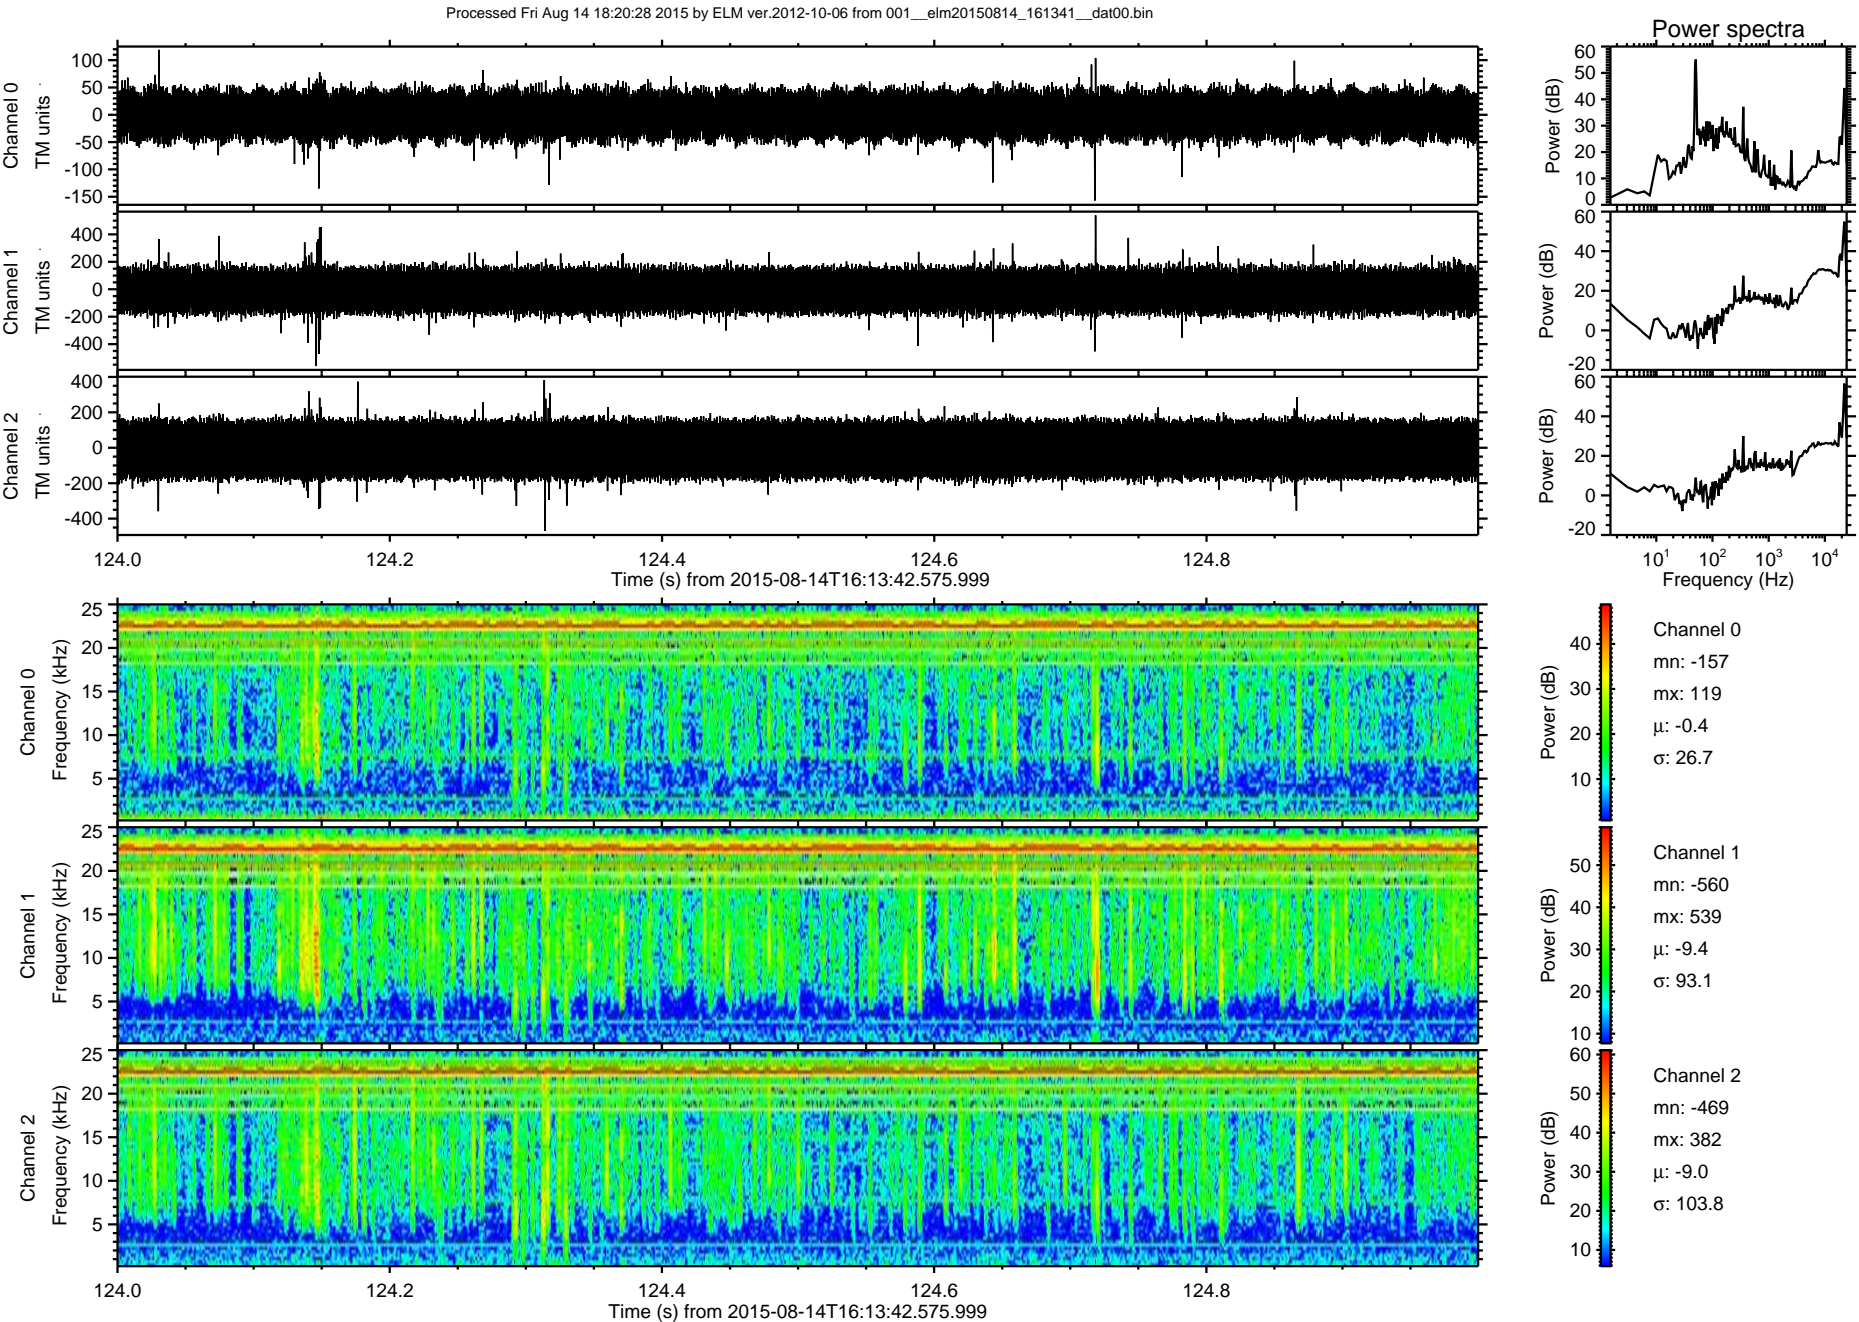 Processed Fri Aug 14 18:20:28 2015 by ELM ver.2012-10-06 from 001__elm20150814_161341__dat00.bin
Power spectra
Channel 0
TM units
100
50
0
-50
-100
-150
Power (dB)
60
50
40
30
20
10
0
Channel 1
TM units
400
200
0
-200
-400
Power (dB)
60
40
20
0
-20
Channel 2
TM units
400
200
0
-200
-400
Power (dB)
60
40
20
0
-20
124.0 124.2 124.4 124.6 124.8
Time (s) from 2015-08-14T16:13:42.575.999
10¹ 10² 10³ 10⁴
Frequency (Hz)
Channel 0
Frequency (kHz)
25
20
15
10
5
Power (dB)
40
30
20
10
Channel 0
mn: -157
mx: 119
μ: -0.4
σ: 26.7
Channel 1
Frequency (kHz)
25
20
15
10
5
Power (dB)
50
40
30
20
10
Channel 1
mn: -560
mx: 539
μ: -9.4
σ: 93.1
Channel 2
Frequency (kHz)
25
20
15
10
5
Power (dB)
60
50
40
30
20
10
Channel 2
mn: -469
mx: 382
μ: -9.0
σ: 103.8
124.0 124.2 124.4 124.6 124.8
Time (s) from 2015-08-14T16:13:42.575.999